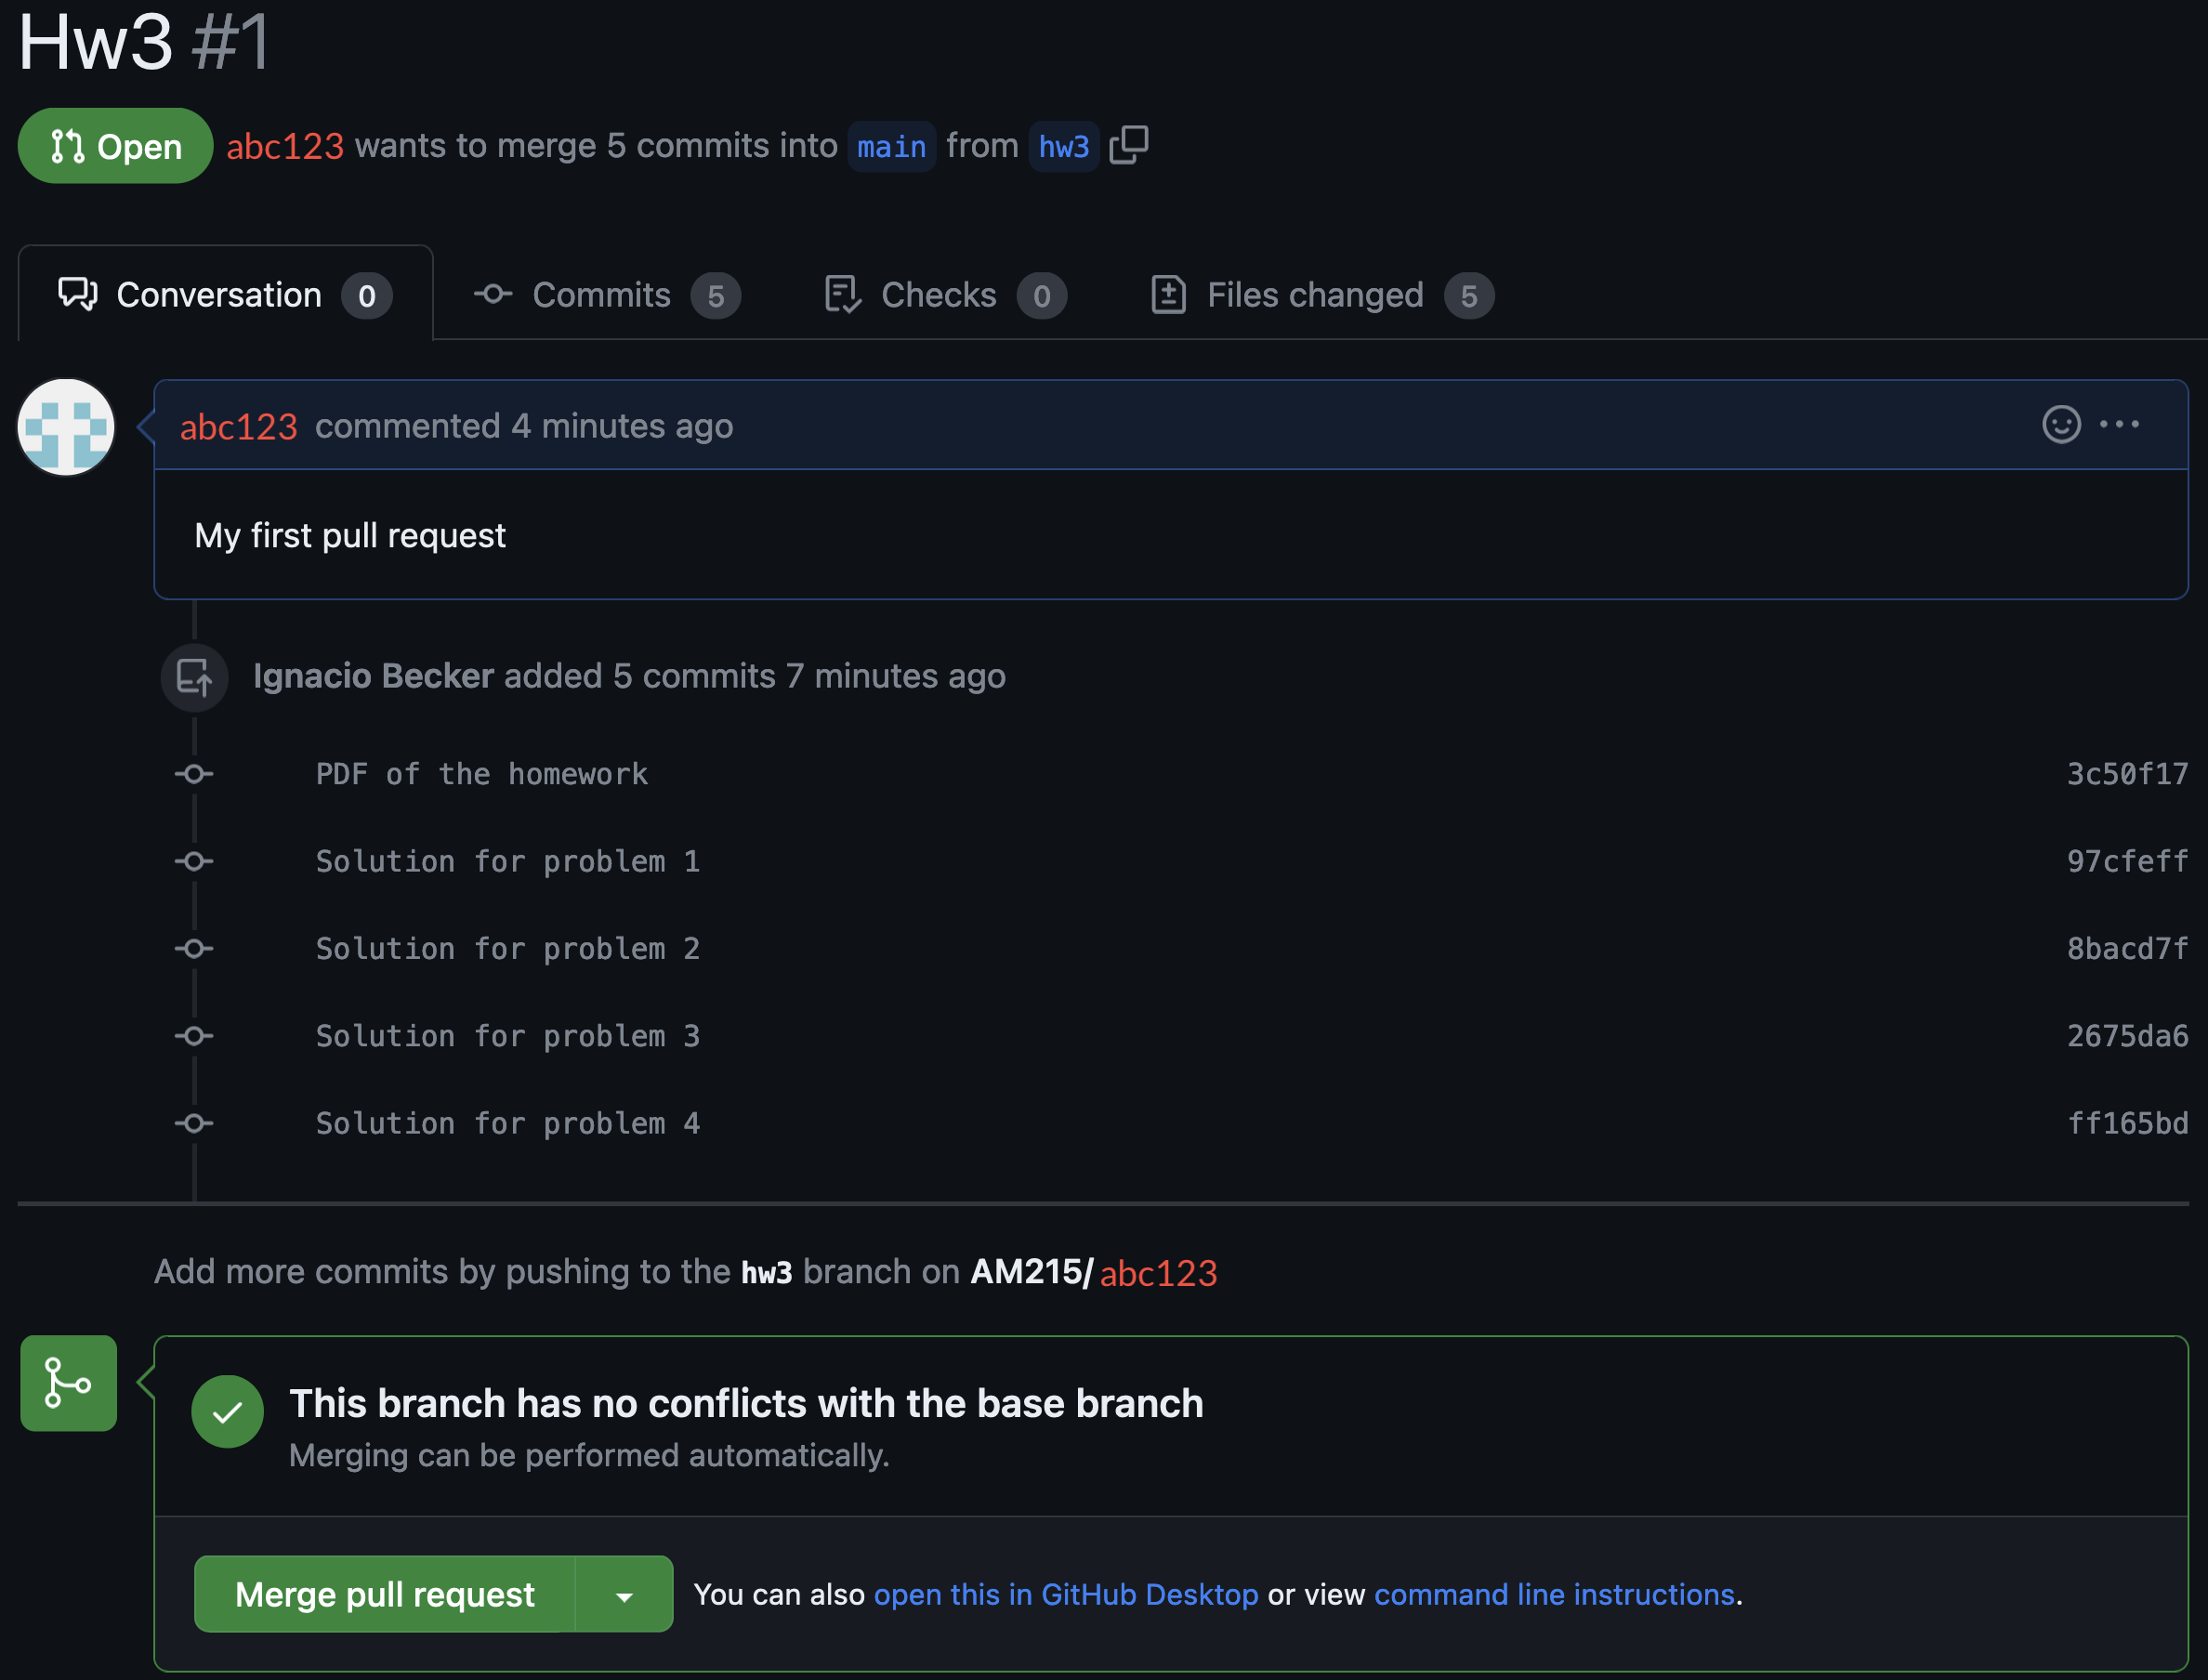 Hw3 #1
Open abc123 wants to merge 5 commits into main from hw3
Conversation 0 Commits 5 Checks 0 Files changed 5
abc123 commented 4 minutes ago
My first pull request
Ignacio Becker added 5 commits 7 minutes ago
PDF of the homework 3c50f17
Solution for problem 1 97cfeff
Solution for problem 2 8bacd7f
Solution for problem 3 2675da6
Solution for problem 4 ff165bd
Add more commits by pushing to the hw3 branch on AM215/abc123
This branch has no conflicts with the base branch
Merging can be performed automatically.
Merge pull request You can also open this in GitHub Desktop or view command line instructions.